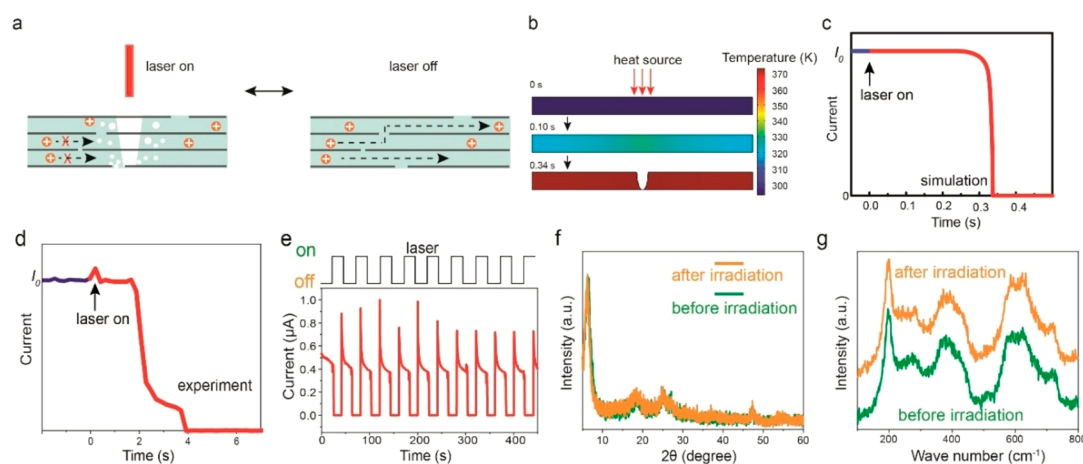 a
laser on
laser off
b
heat source
Temperature (K)
0 s
0.10 s
0.34 s
370
360
350
340
330
320
310
300
c
Current
I0
laser on
simulation
0.0
0.1
0.2
0.3
0.4
0
Time (s)
d
Current
I0
laser on
experiment
0
2
4
6
Time (s)
e
on
off
laser
Current (μA)
1.0
0.8
0.6
0.4
0.2
0.0
0
100
200
300
400
Time (s)
f
after irradiation
before irradiation
Intensity (a.u.)
10
20
30
40
50
60
2θ (degree)
g
after irradiation
before irradiation
Intensity (a.u.)
200
400
600
800
Wave number (cm⁻¹)